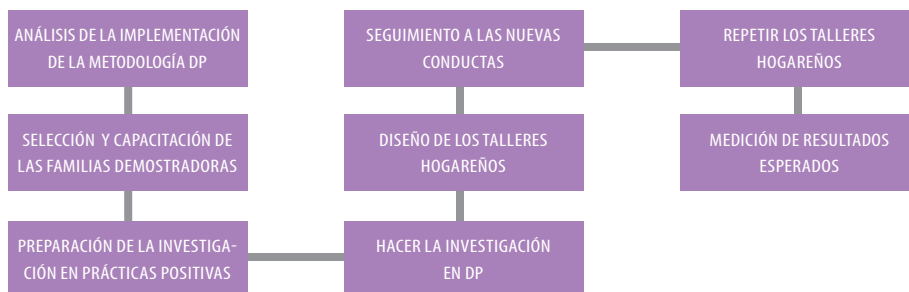 ANÁLISIS DE LA IMPLEMENTACIÓN
DE LA METODOLOGÍA DP
SELECCIÓN Y CAPACITACIÓN DE
LAS FAMILIAS DEMOSTRADORAS
PREPARACIÓN DE LA INVESTIGA-
CIÓN EN PRÁCTICAS POSITIVAS
HACER LA INVESTIGACIÓN
EN DP
DISEÑO DE LOS TALLERES
HOGAREÑOS
SEGUIMIENTO A LAS NUEVAS
CONDUCTAS
REPETIR LOS TALLERES
HOGAREÑOS
MEDICIÓN DE RESULTADOS
ESPERADOS